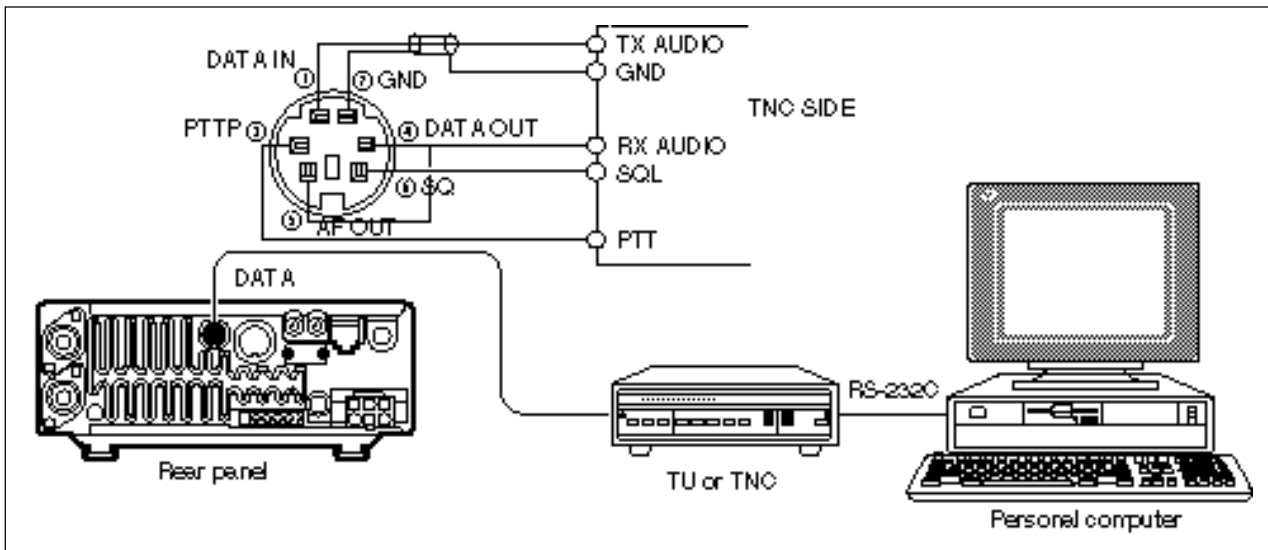 DATA IN ① ② GND
TX AUDIO
GND
TNC SIDE
PTTP ③ ④ DATA OUT
RX AUDIO
⑥ SQ
SQL
⑤ AF OUT
PTT
DATA
RS-232C
Rear panel
TU or TNC
Personal computer